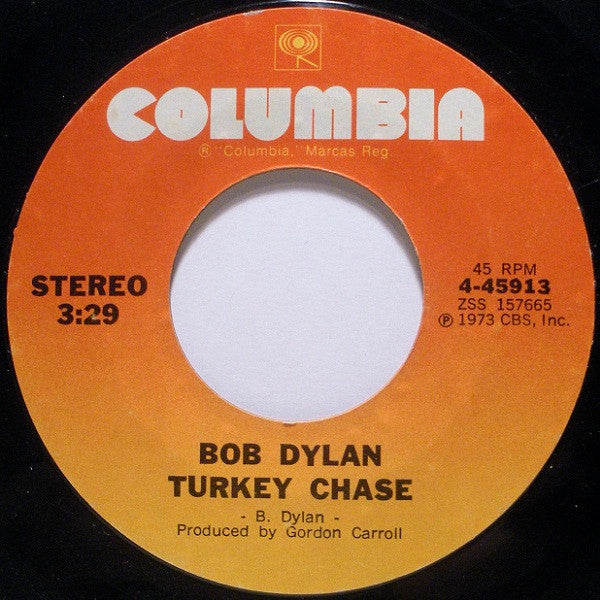 COLUMBIA
® "Columbia," Marcas Reg.
STEREO
3:29
45 RPM
4-45913
ZSS 157665
℗ 1973 CBS, Inc.
BOB DYLAN
TURKEY CHASE
- B. Dylan -
Produced by Gordon Carroll